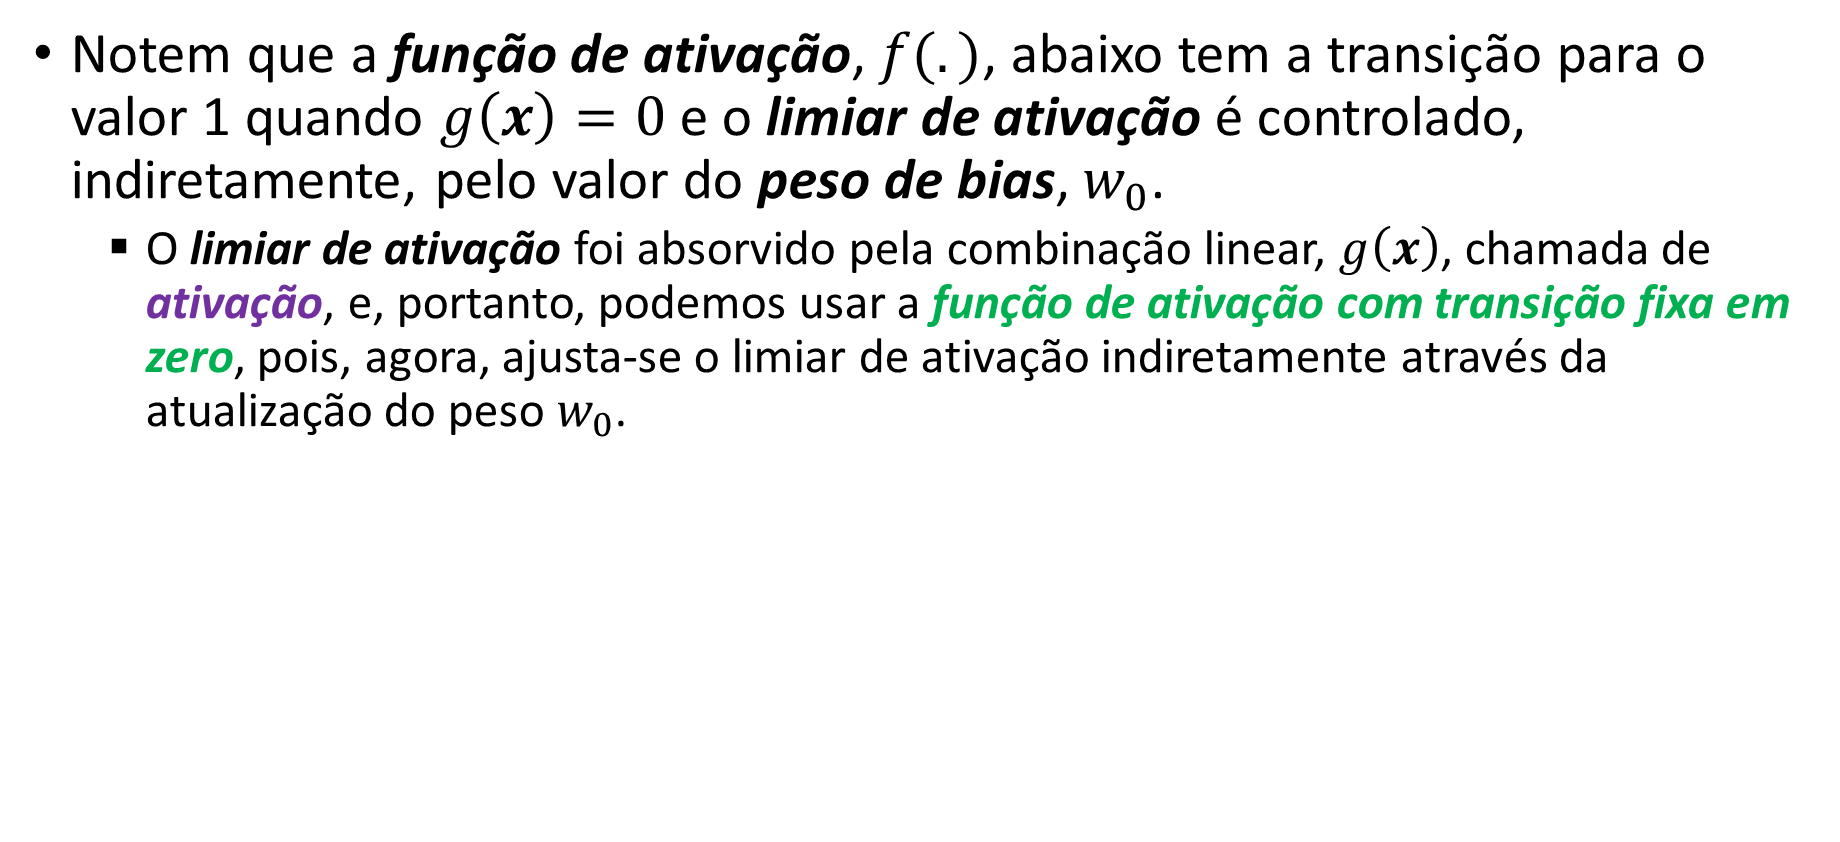 • Notem que a função de ativação, f(.), abaixo tem a transição para o
valor 1 quando g(x) = 0 e o limiar de ativação é controlado,
indiretamente, pelo valor do peso de bias, w₀.
▪ O limiar de ativação foi absorvido pela combinação linear, g(x), chamada de
ativação, e, portanto, podemos usar a função de ativação com transição fixa em
zero, pois, agora, ajusta-se o limiar de ativação indiretamente através da
atualização do peso w₀.